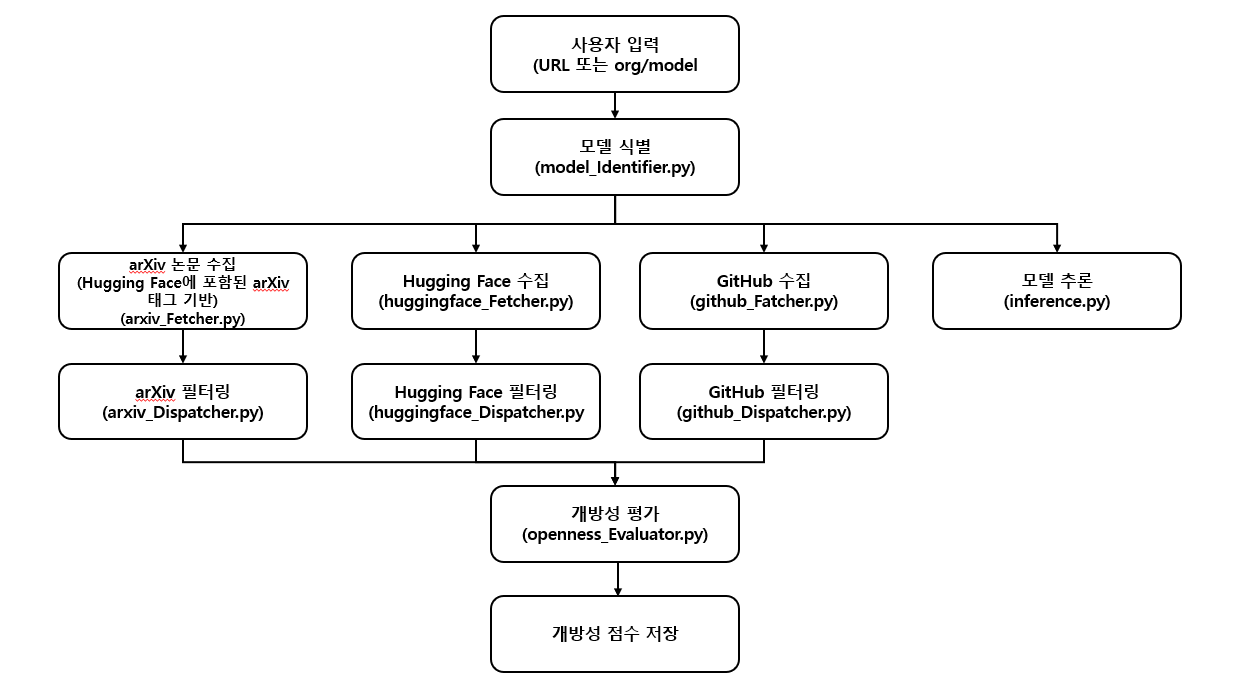 사용자 입력
(URL 또는 org/model
모델 식별
(model_Identifier.py)
arXiv 논문 수집
(Hugging Face에 포함된 arXiv
태그 기반)
(arxiv_Fetcher.py)
Hugging Face 수집
(huggingface_Fetcher.py)
GitHub 수집
(github_Fatcher.py)
모델 추론
(inference.py)
arXiv 필터링
(arxiv_Dispatcher.py)
Hugging Face 필터링
(huggingface_Dispatcher.py
GitHub 필터링
(github_Dispatcher.py)
개방성 평가
(openness_Evaluator.py)
개방성 점수 저장